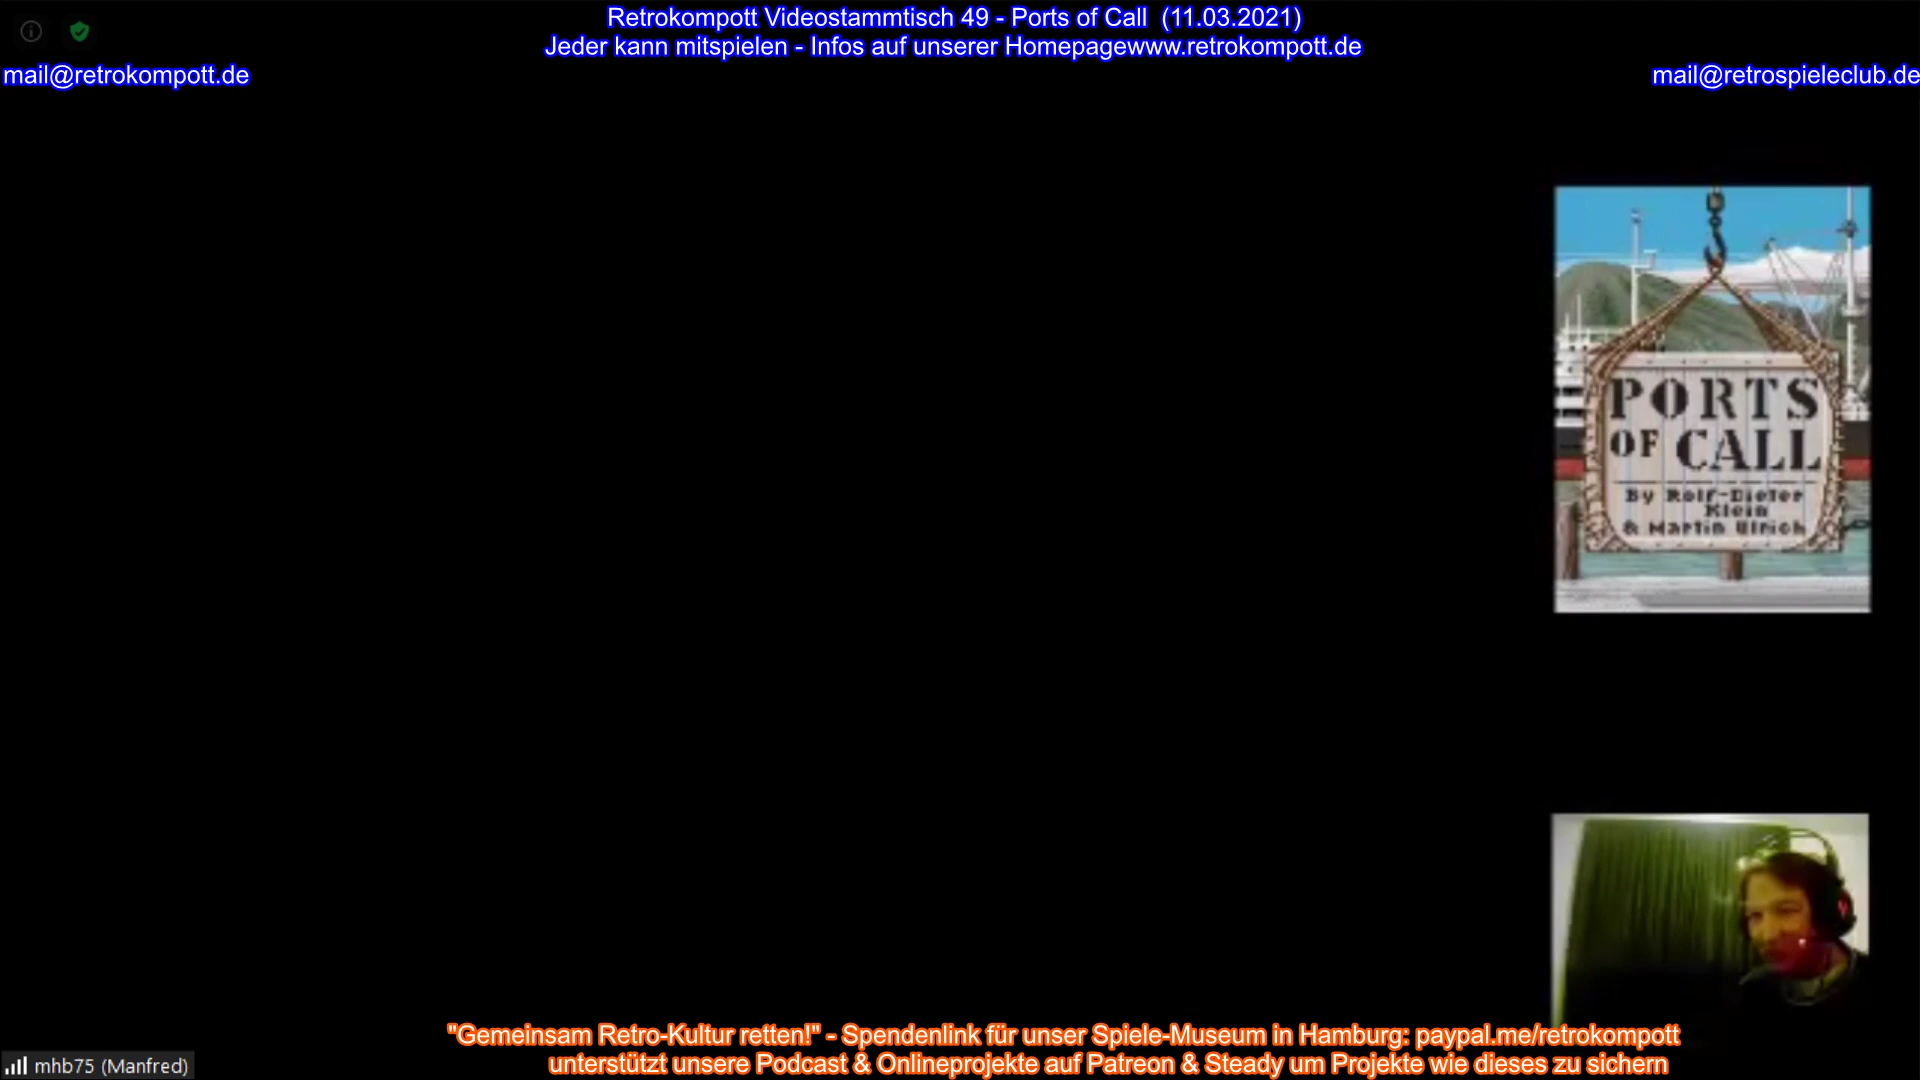 Retrokompott Videostammtisch 49 - Ports of Call (11.03.2021)
Jeder kann mitspielen - Infos auf unserer Homepagewww.retrokompott.de
mail@retrokompott.de
mail@retrospieleclub.de
PORTS
OF CALL
By Rolf-Dieter
Klein
& Martin Ulrich
"Gemeinsam Retro-Kultur retten!" - Spendenlink für unser Spiele-Museum in Hamburg: paypal.me/retrokompott
unterstützt unsere Podcast & Onlineprojekte auf Patreon & Steady um Projekte wie dieses zu sichern
mhb75 (Manfred)